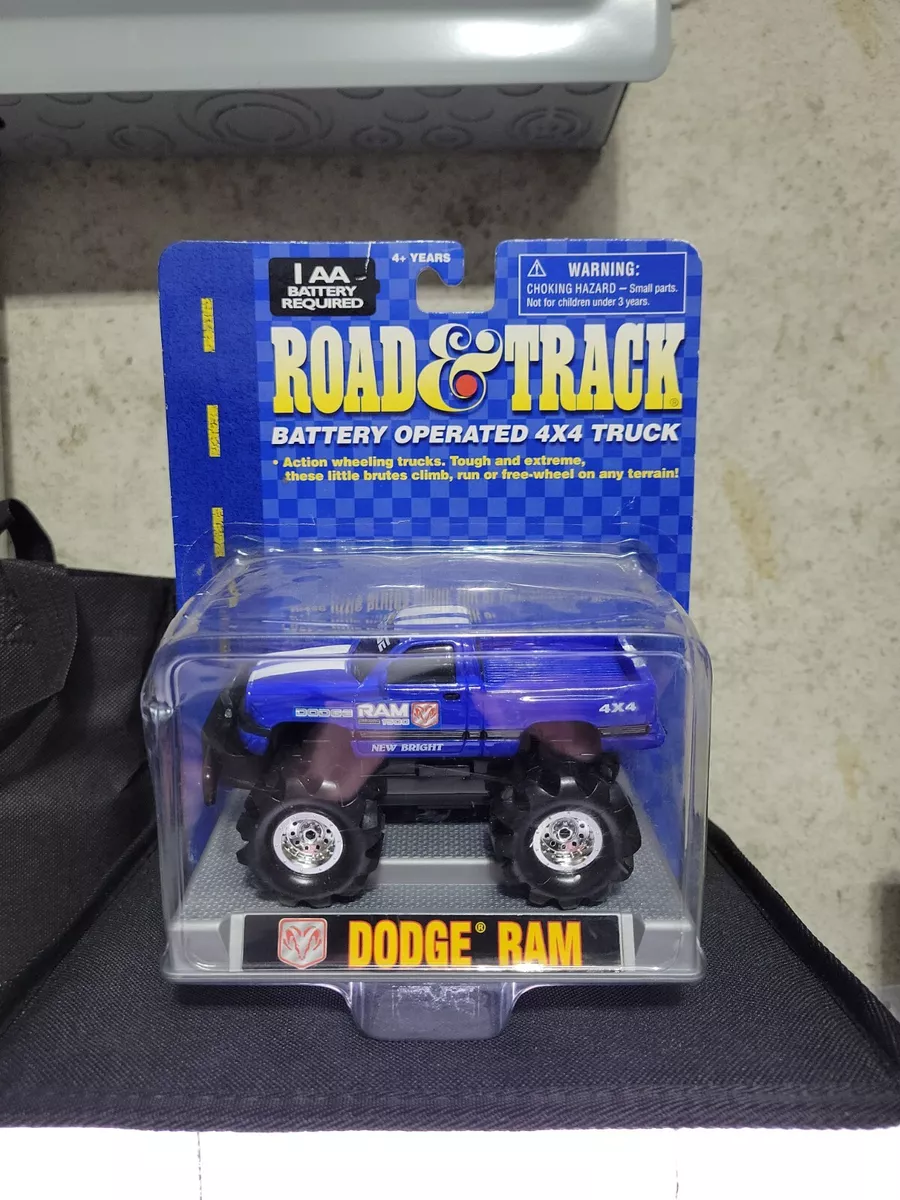 4+ YEARS
1 AA
BATTERY
REQUIRED
WARNING:
CHOKING HAZARD — Small parts.
Not for children under 3 years.
ROAD & TRACK®
BATTERY OPERATED 4X4 TRUCK
• Action wheeling trucks. Tough and extreme,
these little brutes climb, run or free-wheel on any terrain!
DODGE RAM
1500
4X4
NEW BRIGHT
DODGE® RAM